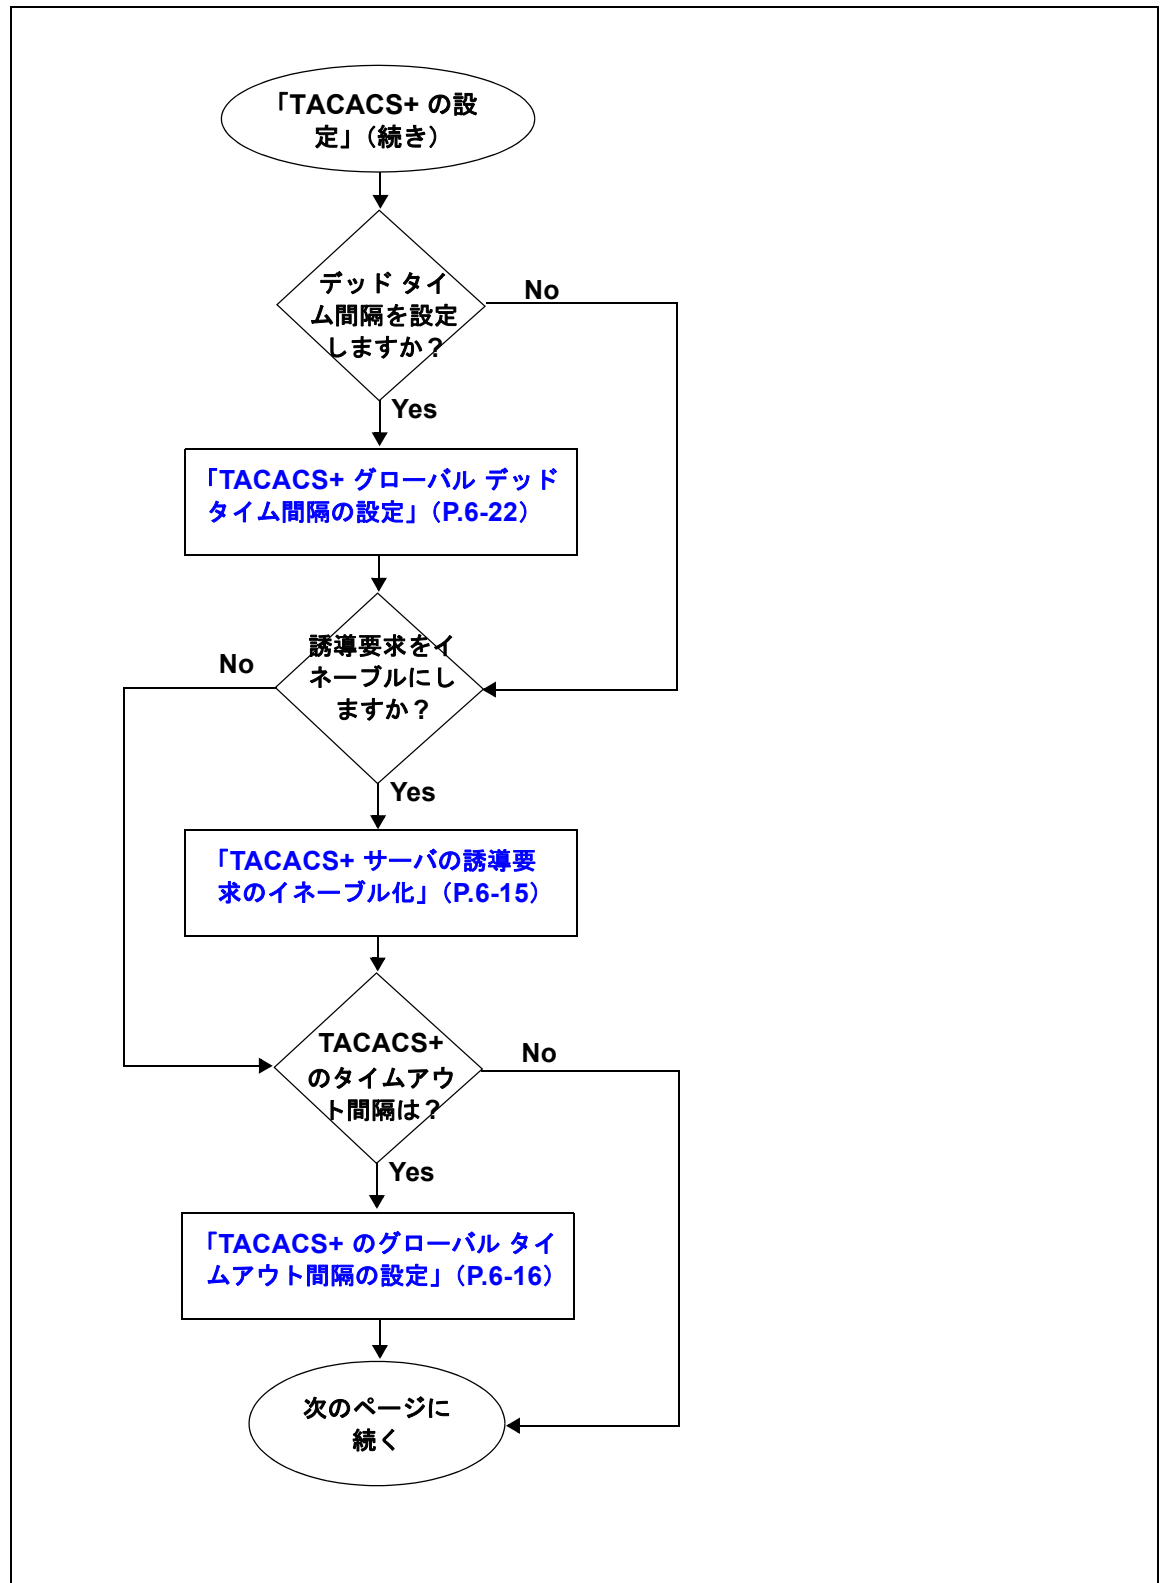 「TACACS+ の設
定」（続き）
デッド タイ
ム間隔を設定
しますか？
No
Yes
「TACACS+ グローバル デッド
タイム間隔の設定」（P.6-22）
誘導要求をイ
ネーブルにし
ますか？
No
Yes
「TACACS+ サーバの誘導要
求のイネーブル化」（P.6-15）
TACACS+
のタイムアウ
ト間隔は？
No
Yes
「TACACS+ のグローバル タイ
ムアウト間隔の設定」（P.6-16）
次のページに
続く